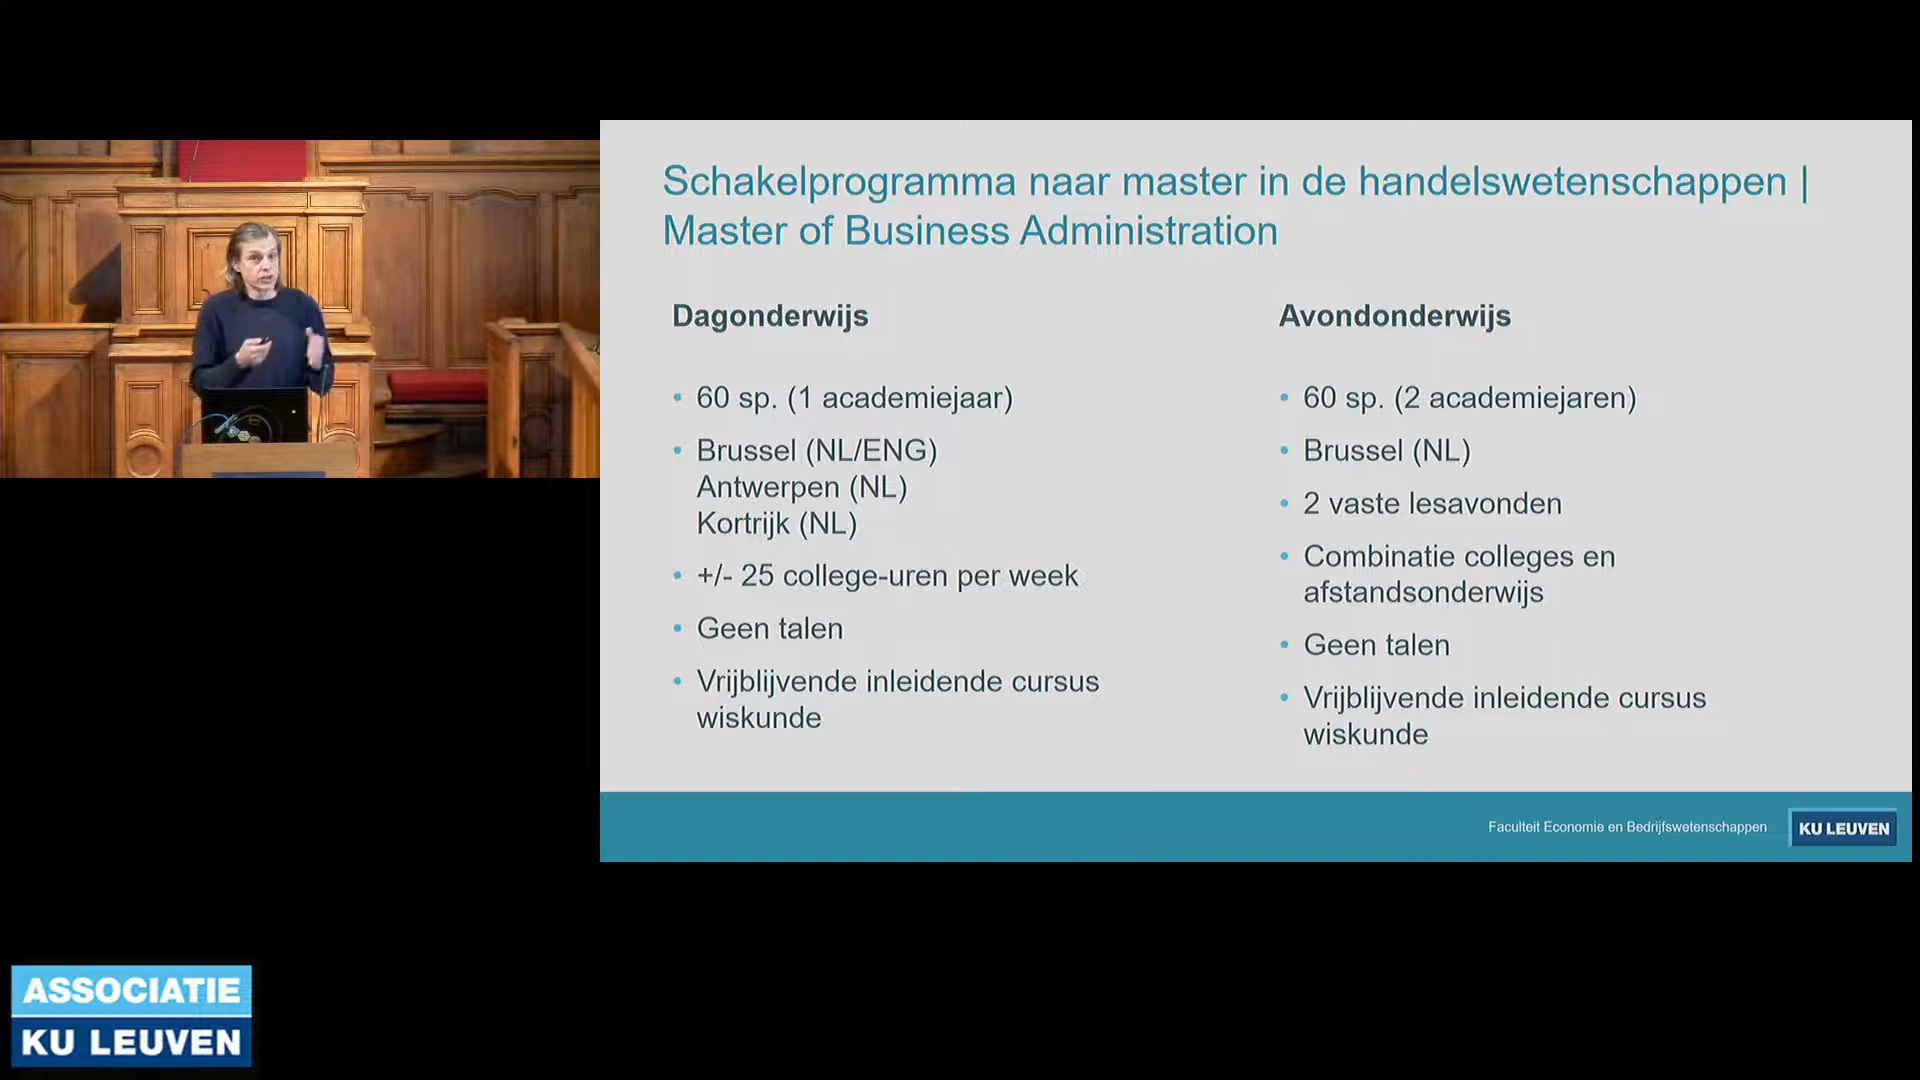 Schakelprogramma naar master in de handelswetenschappen |
Master of Business Administration
Dagonderwijs
• 60 sp. (1 academiejaar)
• Brussel (NL/ENG)
Antwerpen (NL)
Kortrijk (NL)
• +/- 25 college-uren per week
• Geen talen
• Vrijblijvende inleidende cursus
wiskunde
Avondonderwijs
• 60 sp. (2 academiejaren)
• Brussel (NL)
• 2 vaste lesavonden
• Combinatie colleges en
afstandsonderwijs
• Geen talen
• Vrijblijvende inleidende cursus
wiskunde
Faculteit Economie en Bedrijfswetenschappen
KU LEUVEN
ASSOCIATIE
KU LEUVEN